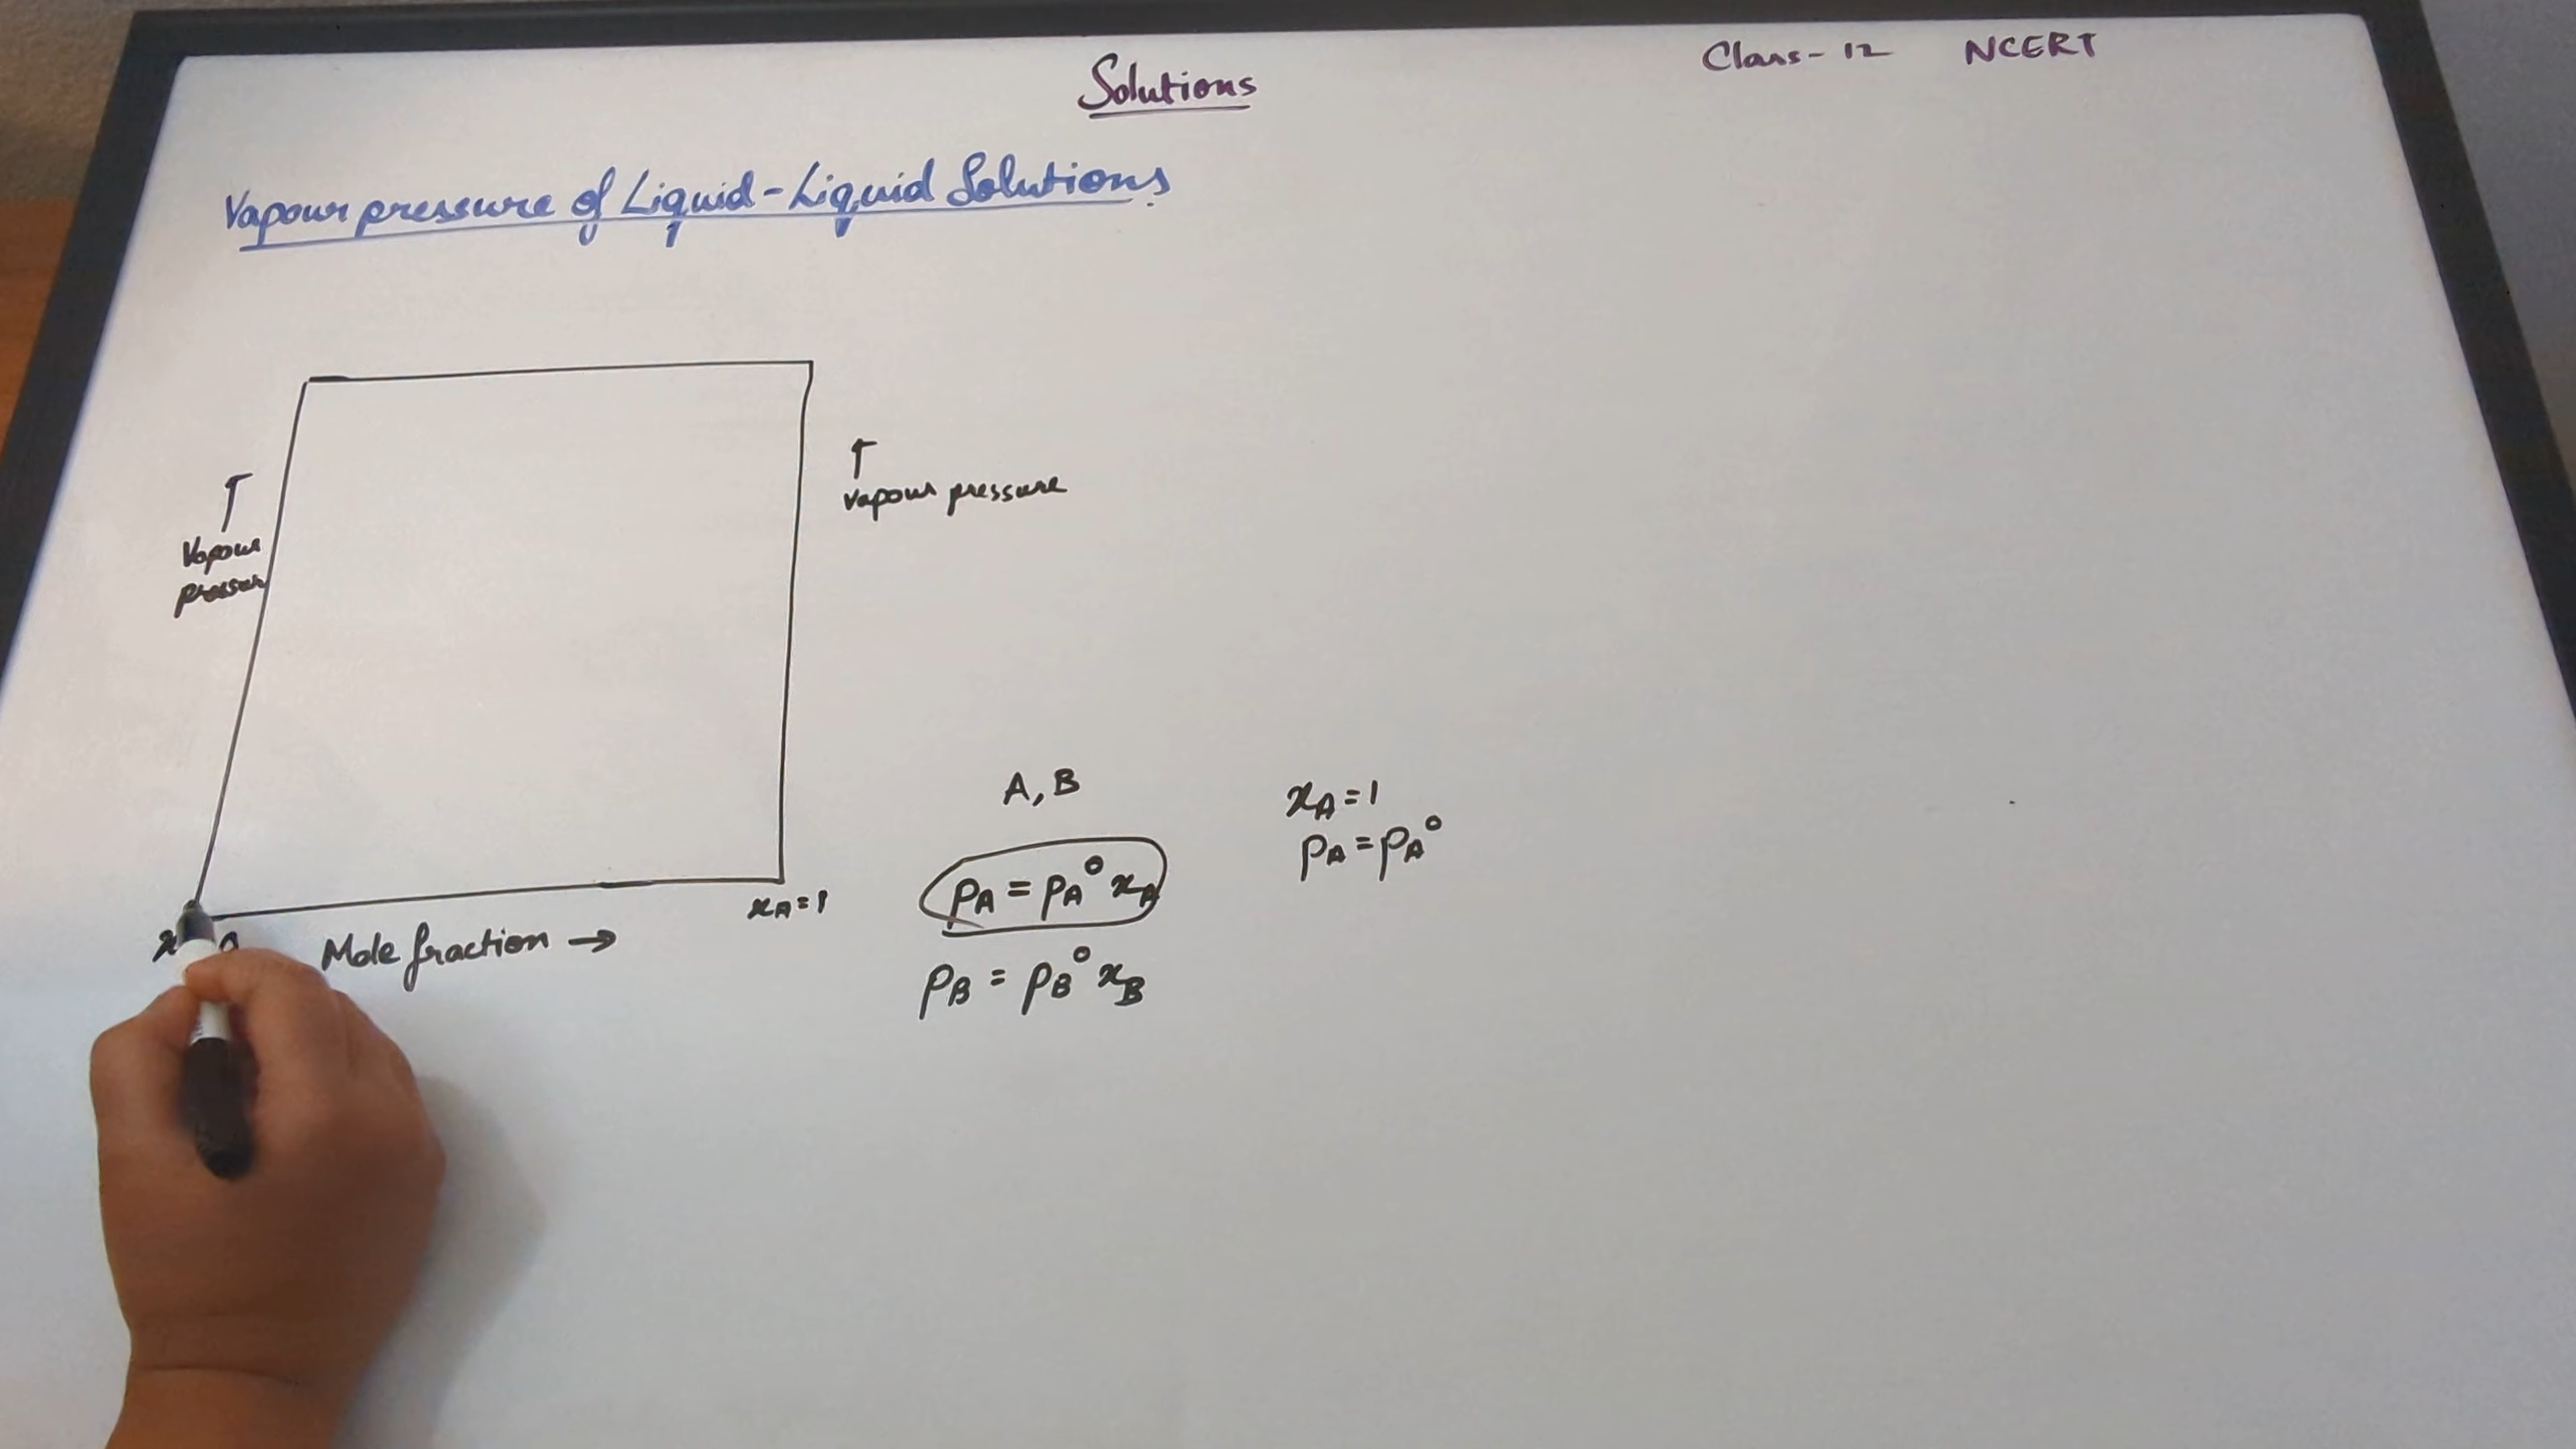 Solutions
Class-12 NCERT
Vapour pressure of Liquid-Liquid Solutions
↑
vapour pressure
↑
Vapour
pressure
A, B
xA=1
pA = pA°
pA = pA° xA
xA=1
Mole fraction →
pB = pB° xB